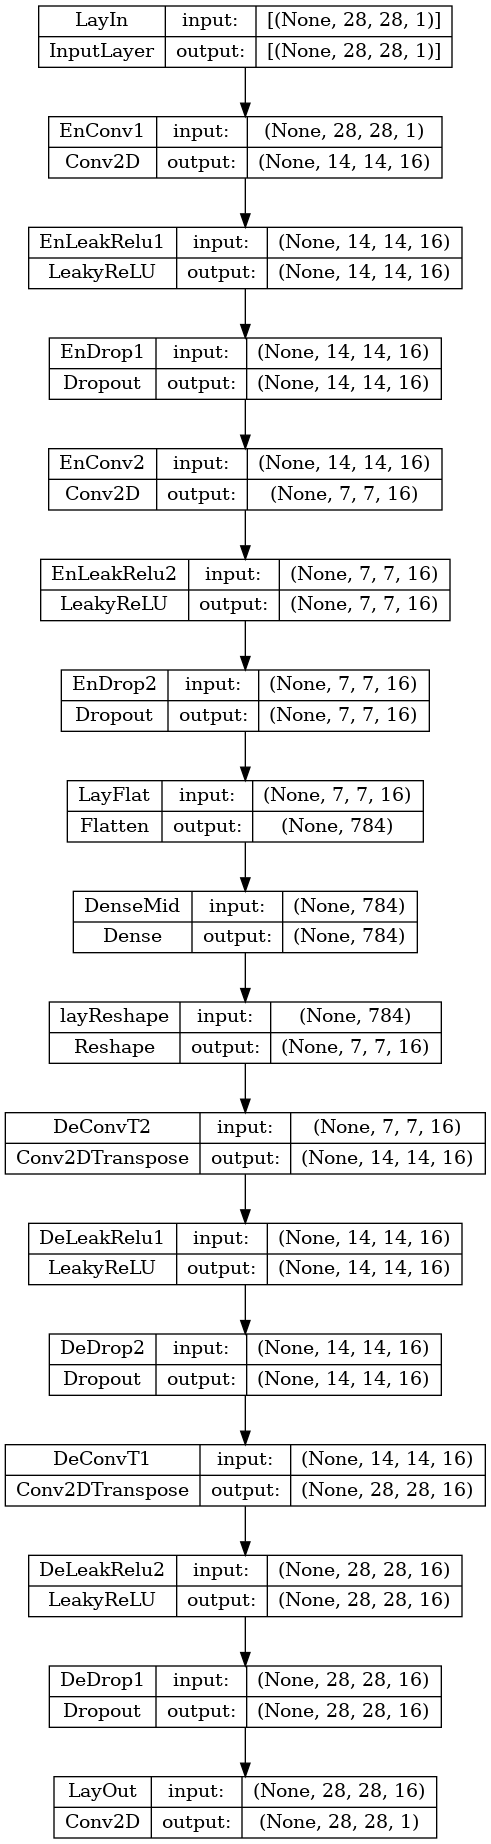 LayIn input: [(None, 28, 28, 1)]
InputLayer output: [(None, 28, 28, 1)]
EnConv1 input: (None, 28, 28, 1)
Conv2D output: (None, 14, 14, 16)
EnLeakRelu1 input: (None, 14, 14, 16)
LeakyReLU output: (None, 14, 14, 16)
EnDrop1 input: (None, 14, 14, 16)
Dropout output: (None, 14, 14, 16)
EnConv2 input: (None, 14, 14, 16)
Conv2D output: (None, 7, 7, 16)
EnLeakRelu2 input: (None, 7, 7, 16)
LeakyReLU output: (None, 7, 7, 16)
EnDrop2 input: (None, 7, 7, 16)
Dropout output: (None, 7, 7, 16)
LayFlat input: (None, 7, 7, 16)
Flatten output: (None, 784)
DenseMid input: (None, 784)
Dense output: (None, 784)
layReshape input: (None, 784)
Reshape output: (None, 7, 7, 16)
DeConvT2 input: (None, 7, 7, 16)
Conv2DTranspose output: (None, 14, 14, 16)
DeLeakRelu1 input: (None, 14, 14, 16)
LeakyReLU output: (None, 14, 14, 16)
DeDrop2 input: (None, 14, 14, 16)
Dropout output: (None, 14, 14, 16)
DeConvT1 input: (None, 14, 14, 16)
Conv2DTranspose output: (None, 28, 28, 16)
DeLeakRelu2 input: (None, 28, 28, 16)
LeakyReLU output: (None, 28, 28, 16)
DeDrop1 input: (None, 28, 28, 16)
Dropout output: (None, 28, 28, 16)
LayOut input: (None, 28, 28, 16)
Conv2D output: (None, 28, 28, 1)